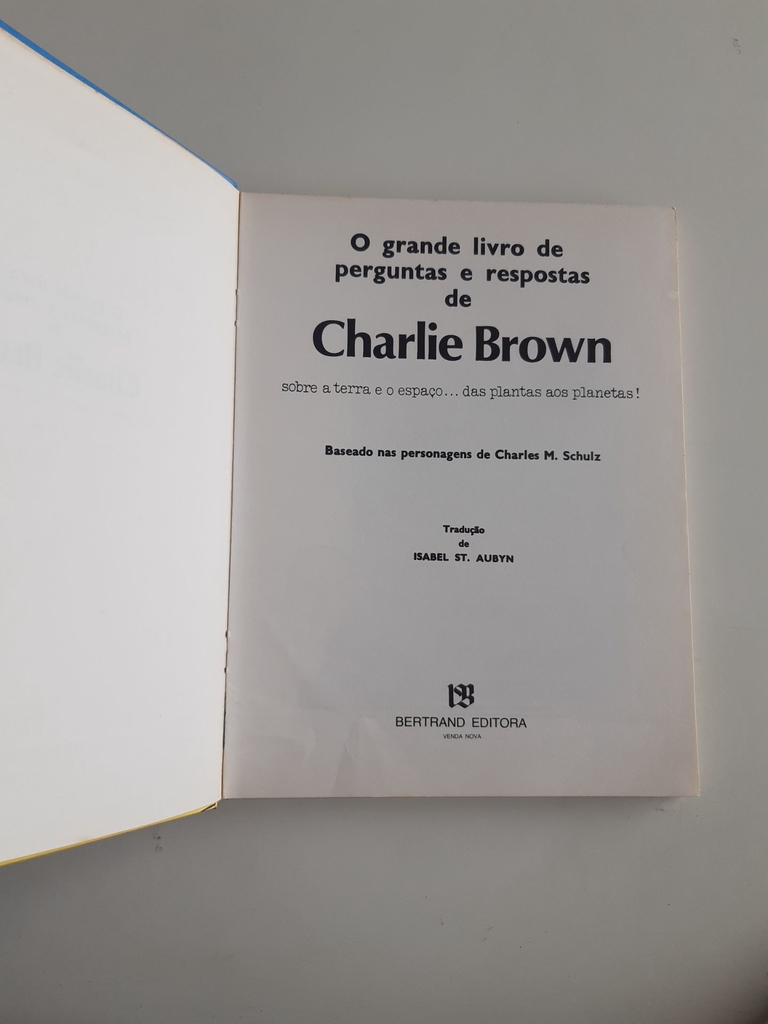 O grande livro de
perguntas e respostas
de
Charlie Brown
sobre a terra e o espaço... das plantas aos planetas!
Baseado nas personagens de Charles M. Schulz
Tradução
de
ISABEL ST. AUBYN
BERTRAND EDITORA
VENDA NOVA